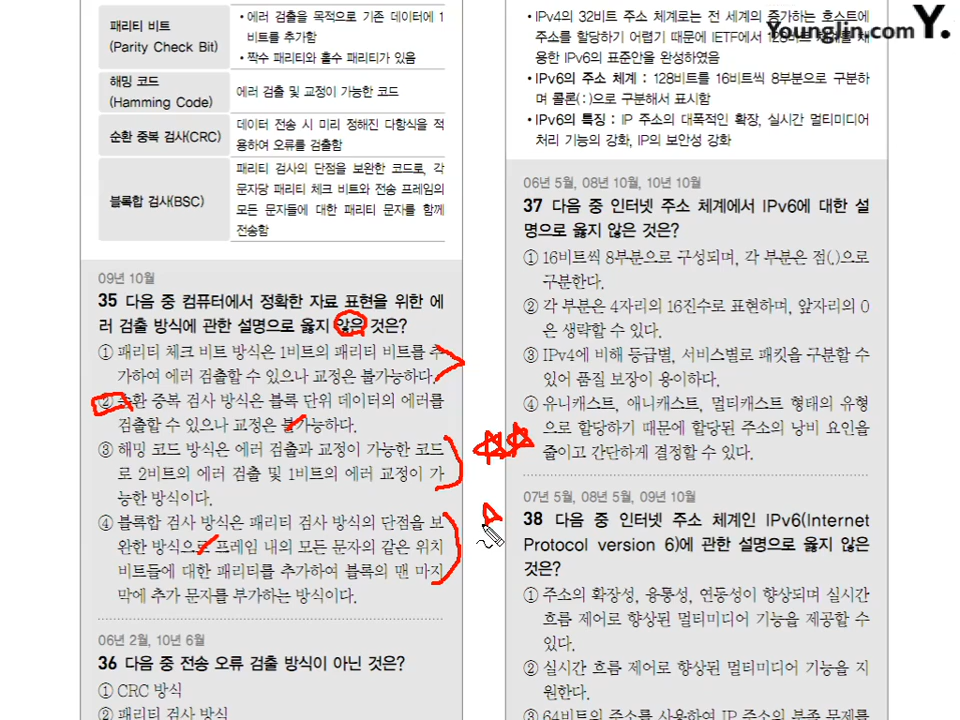 패리티 비트
(Parity Check Bit)
• 에러 검출을 목적으로 기존 데이터에 1
비트를 추가함
• 짝수 패리티와 홀수 패리티가 있음
해밍 코드
(Hamming Code)
에러 검출 및 교정이 가능한 코드
순환 중복 검사(CRC)
데이터 전송 시 미리 정해진 다항식을 적
용하여 오류를 검출함
블록합 검사(BSC)
패리티 검사의 단점을 보완한 코드로, 각
문자당 패리티 체크 비트와 전송 프레임의
모든 문자들에 대한 패리티 문자를 함께
전송함
09년 10월
35 다음 중 컴퓨터에서 정확한 자료 표현을 위한 에
러 검출 방식에 관한 설명으로 옳지 않은 것은?
① 패리티 체크 비트 방식은 1비트의 패리티 비트를 추
가하여 에러 검출할 수 있으나 교정은 불가능하다.
② 순환 중복 검사 방식은 블록 단위 데이터의 에러를
검출할 수 있으나 교정은 불가능하다.
③ 해밍 코드 방식은 에러 검출과 교정이 가능한 코드
로 2비트의 에러 검출 및 1비트의 에러 교정이 가
능한 방식이다.
④ 블록합 검사 방식은 패리티 검사 방식의 단점을 보
완한 방식으로 프레임 내의 모든 문자의 같은 위치
비트들에 대한 패리티를 추가하여 블록의 맨 마지
막에 추가 문자를 부가하는 방식이다.
06년 2월, 10년 6월
36 다음 중 전송 오류 검출 방식이 아닌 것은?
① CRC 방식
② 패리티 검사 방식
• IPv4의 32비트 주소 체계로는 전 세계의 증가하는 호스트에
주소를 할당하기 어렵기 때문에 IETF에서 128비트 체계를 채
용한 IPv6의 표준안을 완성하였음
• IPv6의 주소 체계 : 128비트를 16비트씩 8부분으로 구분하
며 콜론(:)으로 구분해서 표시함
• IPv6의 특징 : IP 주소의 대폭적인 확장, 실시간 멀티미디어
처리 기능의 강화, IP의 보안성 강화
Younglin.com Y.
06년 5월, 08년 10월, 10년 10월
37 다음 중 인터넷 주소 체계에서 IPv6에 대한 설
명으로 옳지 않은 것은?
① 16비트씩 8부분으로 구성되며, 각 부분은 점(.)으로
구분한다.
② 각 부분은 4자리의 16진수로 표현하며, 앞자리의 0
은 생략할 수 있다.
③ IPv4에 비해 등급별, 서비스별로 패킷을 구분할 수
있어 품질 보장이 용이하다.
④ 유니캐스트, 애니캐스트, 멀티캐스트 형태의 유형
으로 할당하기 때문에 할당된 주소의 낭비 요인을
줄이고 간단하게 결정할 수 있다.
07년 5월, 08년 5월, 09년 10월
38 다음 중 인터넷 주소 체계인 IPv6(Internet
Protocol version 6)에 관한 설명으로 옳지 않은
것은?
① 주소의 확장성, 융통성, 연동성이 향상되며 실시간
흐름 제어로 향상된 멀티미디어 기능을 제공할 수
있다.
② 실시간 흐름 제어로 향상된 멀티미디어 기능을 지
원한다.
③ 64비트의 주소를 사용하여 IP 주소의 부족 문제를